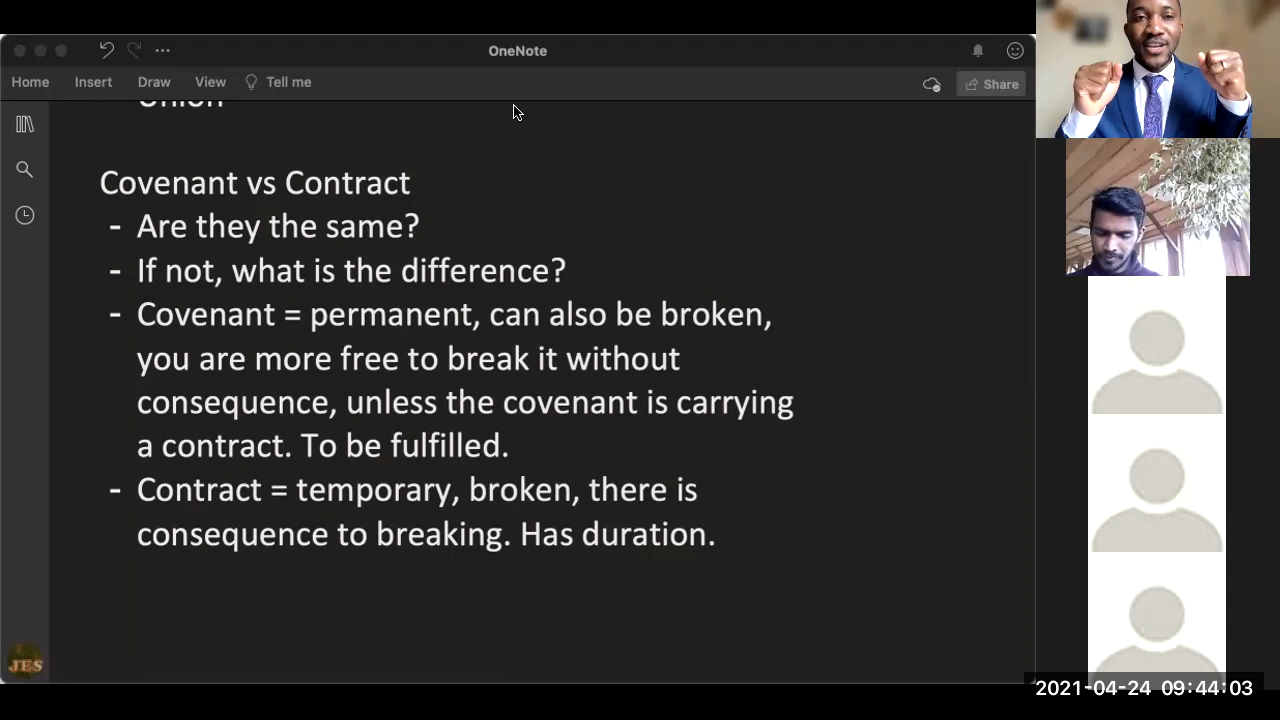 OneNote
Home Insert Draw View Tell me Share
Union
Covenant vs Contract
- Are they the same?
- If not, what is the difference?
- Covenant = permanent, can also be broken,
you are more free to break it without
consequence, unless the covenant is carrying
a contract. To be fulfilled.
- Contract = temporary, broken, there is
consequence to breaking. Has duration.
JES
2021-04-24 09:44:03